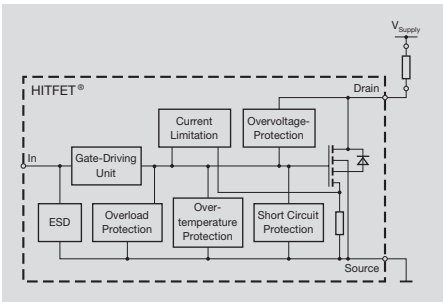 V Supply
HITFET®
Drain
Current
Limitation
Overvoltage-
Protection
In
Gate-Driving
Unit
ESD
Overload
Protection
Over-
temperature
Protection
Short Circuit
Protection
Source